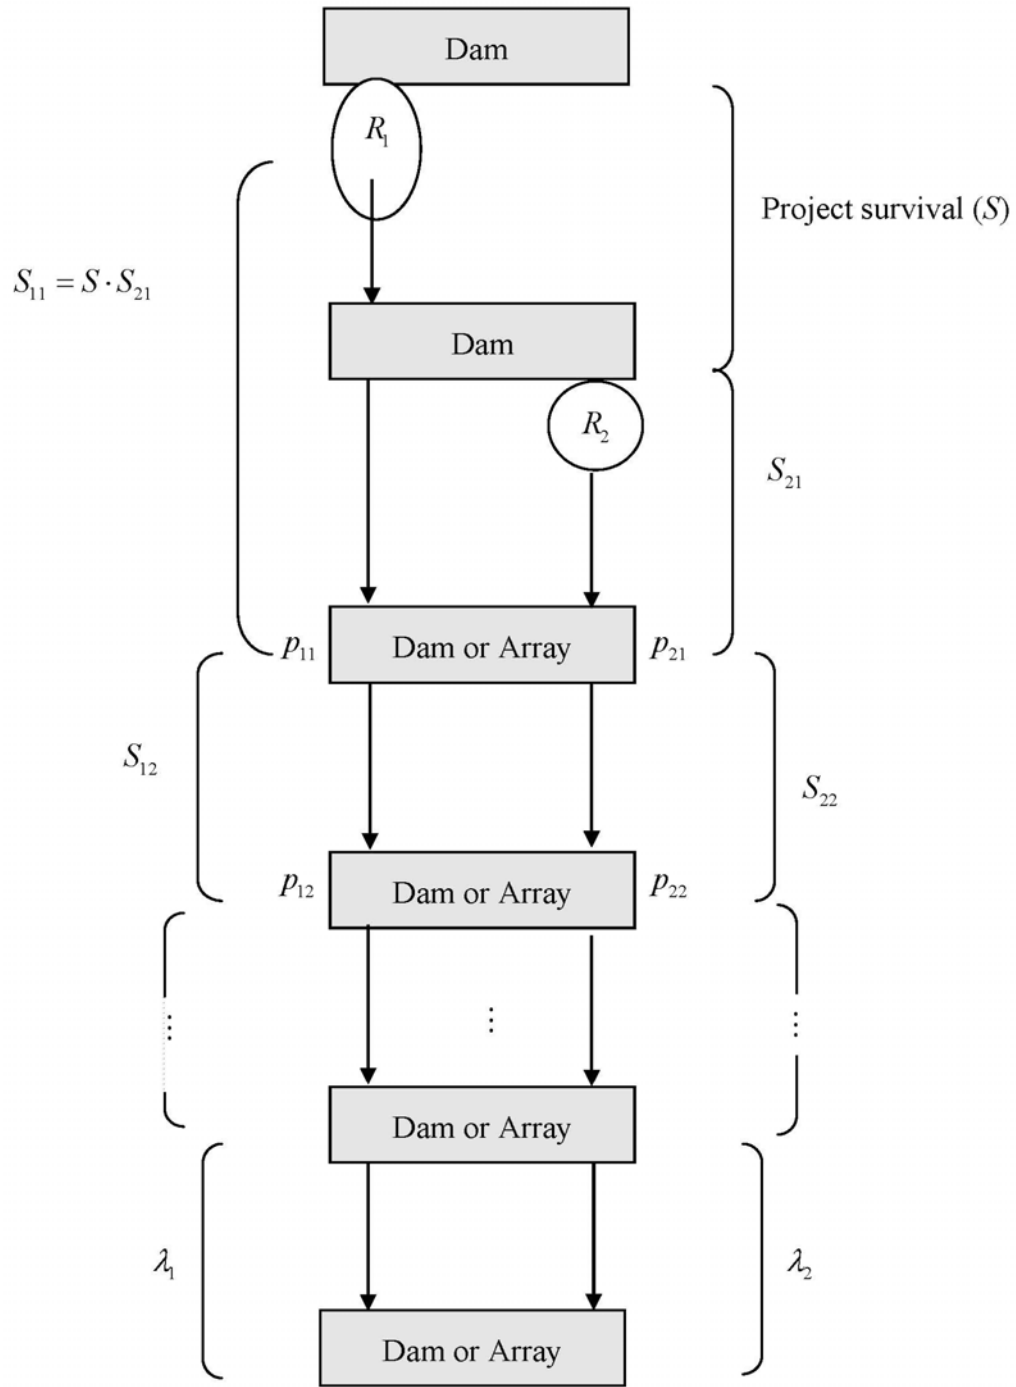 Dam
R₁
Project survival (S)
S₁₁ = S · S₂₁
Dam
R₂
S₂₁
p₁₁ Dam or Array p₂₁
S₁₂
S₂₂
p₁₂ Dam or Array p₂₂
⋮ ⋮ ⋮
Dam or Array
λ₁ λ₂
Dam or Array